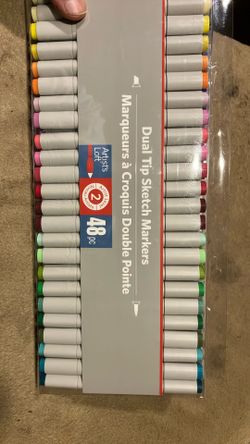 Dual Tip Sketch Markers
Marqueurs à Croquis Double Pointe
Artist's
Loft
2
48 pc